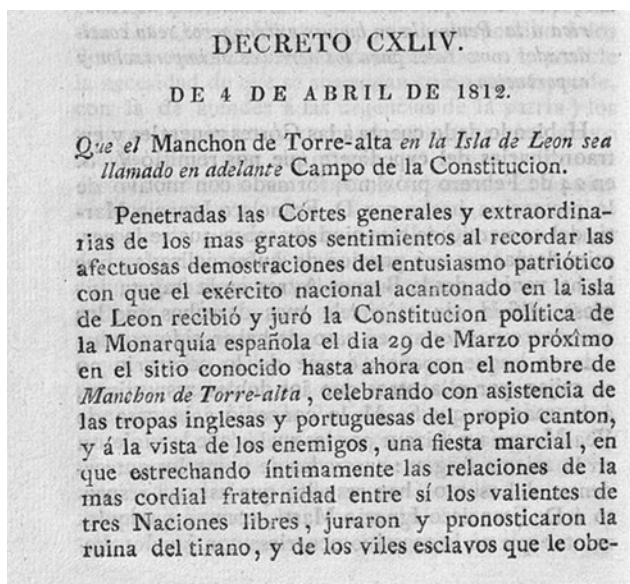 DECRETO CXLIV.
DE 4 DE ABRIL DE 1812.
Que el Manchon de Torre-alta en la Isla de Leon sea
llamado en adelante Campo de la Constitucion.
Penetradas las Cortes generales y extraordina-
rias de los mas gratos sentimientos al recordar las
afectuosas demostraciones del entusiasmo patriótico
con que el exército nacional acantonado en la isla
de Leon recibió y juró la Constitucion política de
la Monarquía española el dia 29 de Marzo próximo
en el sitio conocido hasta ahora con el nombre de
Manchon de Torre-alta, celebrando con asistencia de
las tropas inglesas y portuguesas del propio canton,
y á la vista de los enemigos, una fiesta marcial, en
que estrechando íntimamente las relaciones de la
mas cordial fraternidad entre sí los valientes de
tres Naciones libres, juraron y pronosticaron la
ruina del tirano, y de los viles esclavos que le obe-